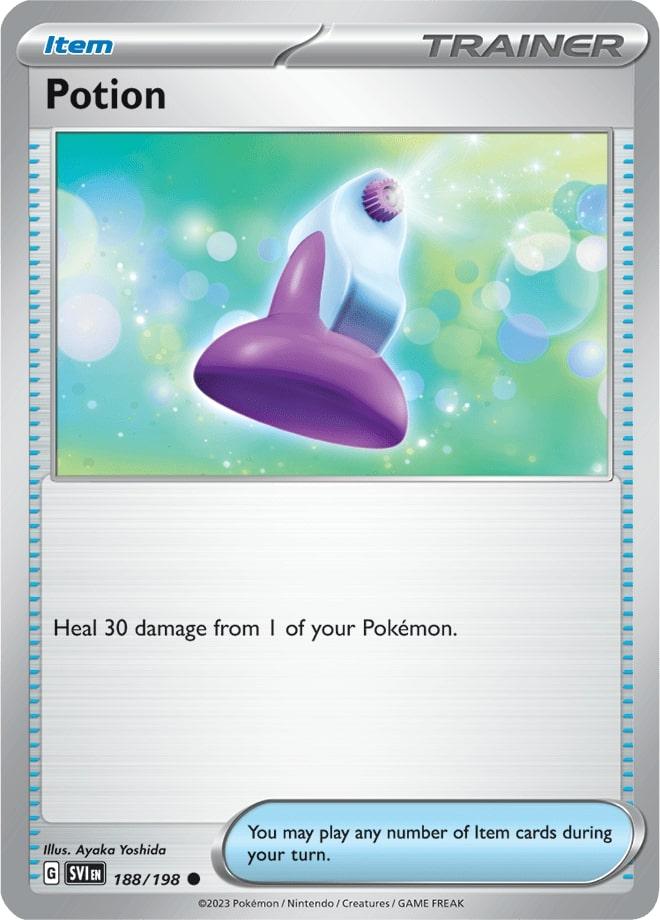 Item
TRAINER
Potion
Heal 30 damage from 1 of your Pokémon.
You may play any number of Item cards during
your turn.
Illus. Ayaka Yoshida
G SVI EN 188/198
©2023 Pokémon / Nintendo / Creatures / GAME FREAK